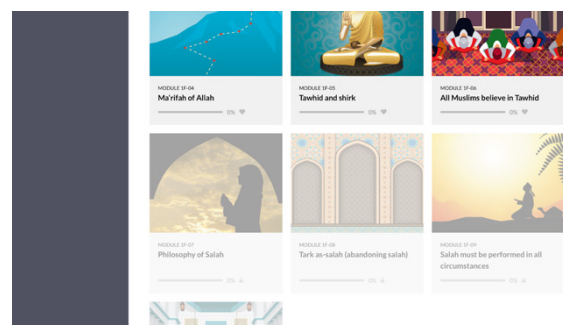 MODULE 1F-04
Ma'rifah of Allah
0%
MODULE 1F-05
Tawhid and shirk
0%
MODULE 1F-06
All Muslims believe in Tawhid
0%
MODULE 1F-07
Philosophy of Salah
0%
MODULE 1F-08
Tark as-salah (abandoning salah)
0%
MODULE 1F-09
Salah must be performed in all
circumstances
0%